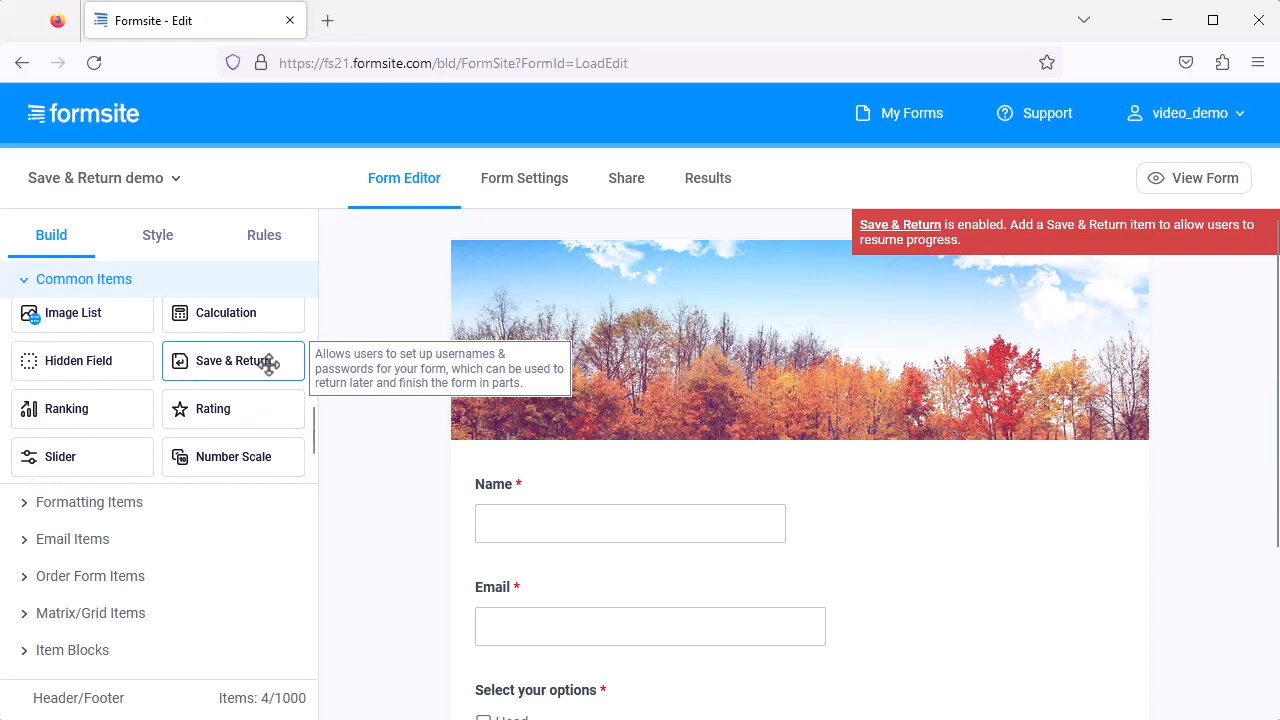 Formsite - Edit
https://fs21.formsite.com/bld/FormSite?FormId=LoadEdit
formsite
My Forms
Support
video_demo
Save & Return demo
Form Editor
Form Settings
Share
Results
View Form
Build
Style
Rules
Save & Return is enabled. Add a Save & Return item to allow users to
resume progress.
Common Items
Image List
Calculation
Hidden Field
Save & Return
Allows users to set up usernames &
passwords for your form, which can be used to
return later and finish the form in parts.
Ranking
Rating
Slider
Number Scale
Formatting Items
Email Items
Order Form Items
Matrix/Grid Items
Item Blocks
Header/Footer
Items: 4/1000
Name *
Email *
Select your options *